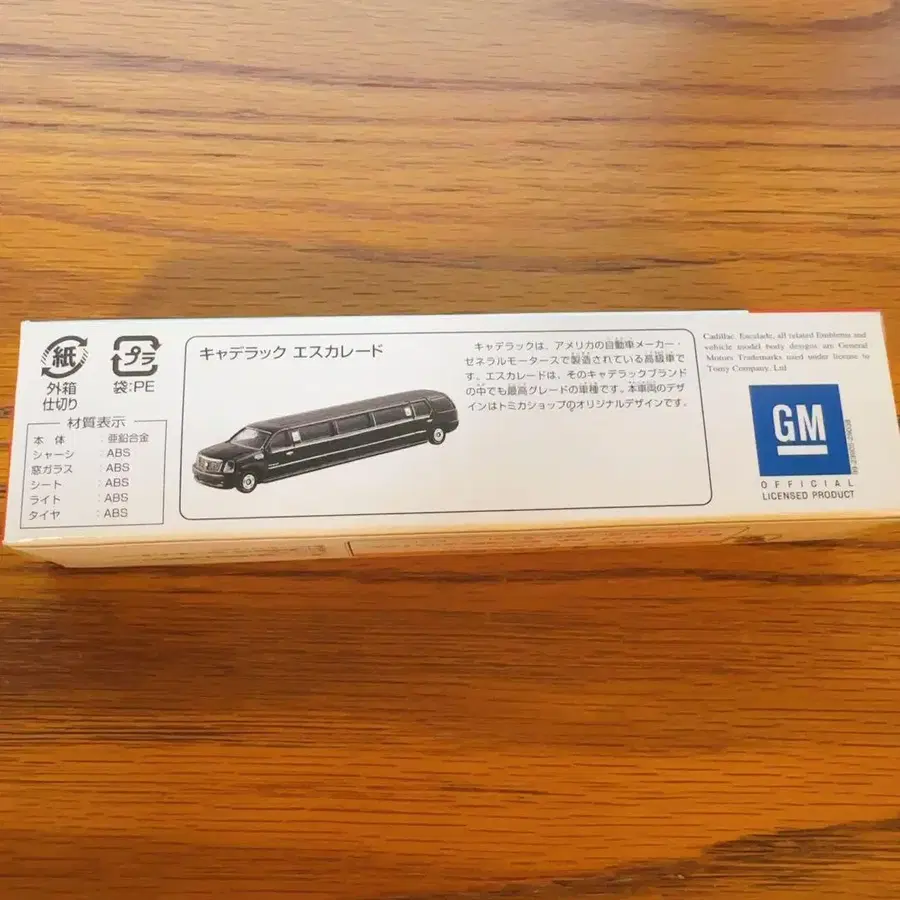 紙
外箱
仕切り
プラ
袋:PE
材質表示
本体 : 亜鉛合金
シャーシ : ABS
窓ガラス : ABS
シート : ABS
ライト : ABS
タイヤ : ABS
キャデラック エスカレード
キャデラックは、アメリカの自動車メーカー・
ゼネラルモータースで製造されている高級車で
す。エスカレードは、そのキャデラックブランド
の中でも最高グレードの車種です。本車両のデザ
インはトミカショップのオリジナルデザインです。
Cadillac Escalade, all related Emblems and
vehicle model body designs are General
Motors Trademarks used under license to
Tomy Company, Ltd
GM
OFFICIAL
LICENSED PRODUCT